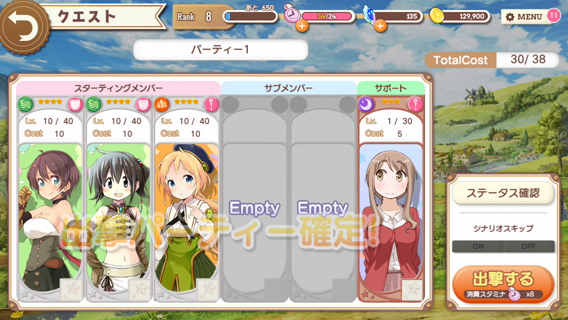 クエスト
Rank 8
あと 650
24/24
135
129,900
MENU
11
パーティー1
TotalCost 30/ 38
スターティングメンバー
サブメンバー
サポート
Lv. 10 / 40
Cost 10
Lv. 10 / 40
Cost 10
Lv. 10 / 40
Cost 10
Lv. 1 / 30
Cost 5
Empty
Empty
出撃パーティー確定!
ステータス確認
シナリオスキップ
ON OFF
出撃する
消費スタミナ x8